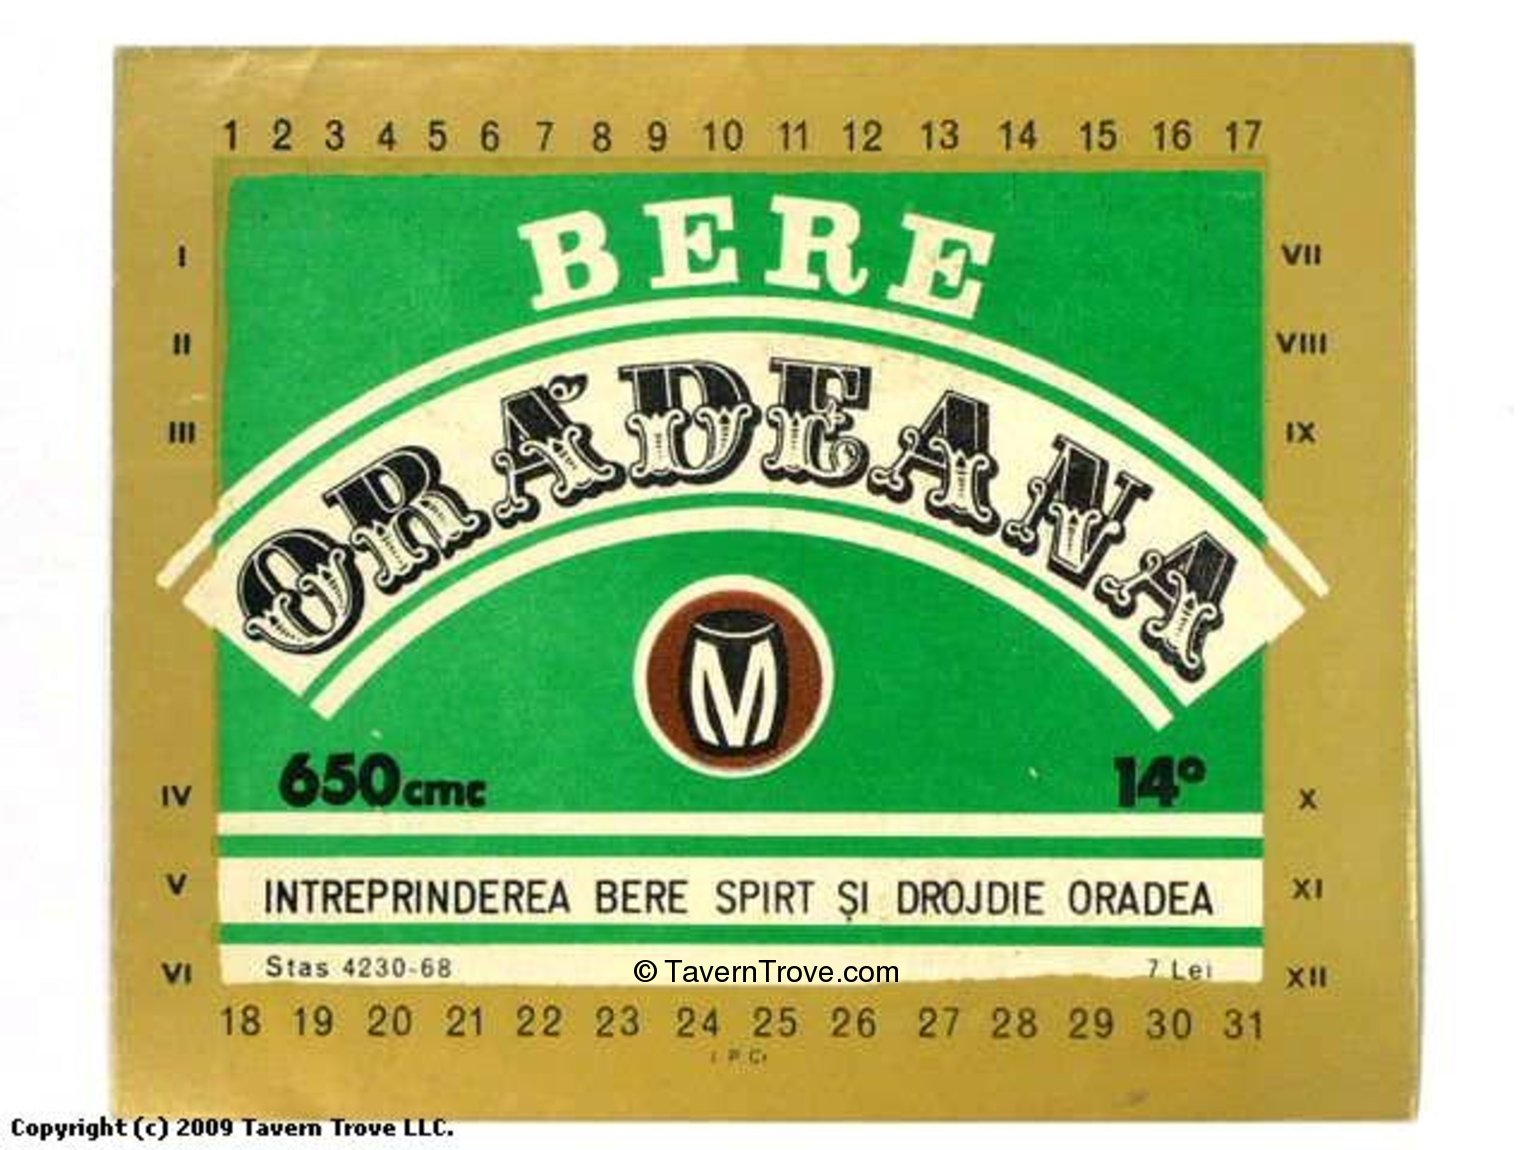 1 2 3 4 5 6 7 8 9 10 11 12 13 14 15 16 17
BERE
I VII
II VIII
ORĂDEANA
III IX
M
650cmc 14°
IV X
INTREPRINDEREA BERE SPIRT ȘI DROJDIE ORADEA
V XI
Stas 4230-68 © TavernTrove.com 7 Lei
VI XII
18 19 20 21 22 23 24 25 26 27 28 29 30 31
I P C
Copyright (c) 2009 Tavern Trove LLC.